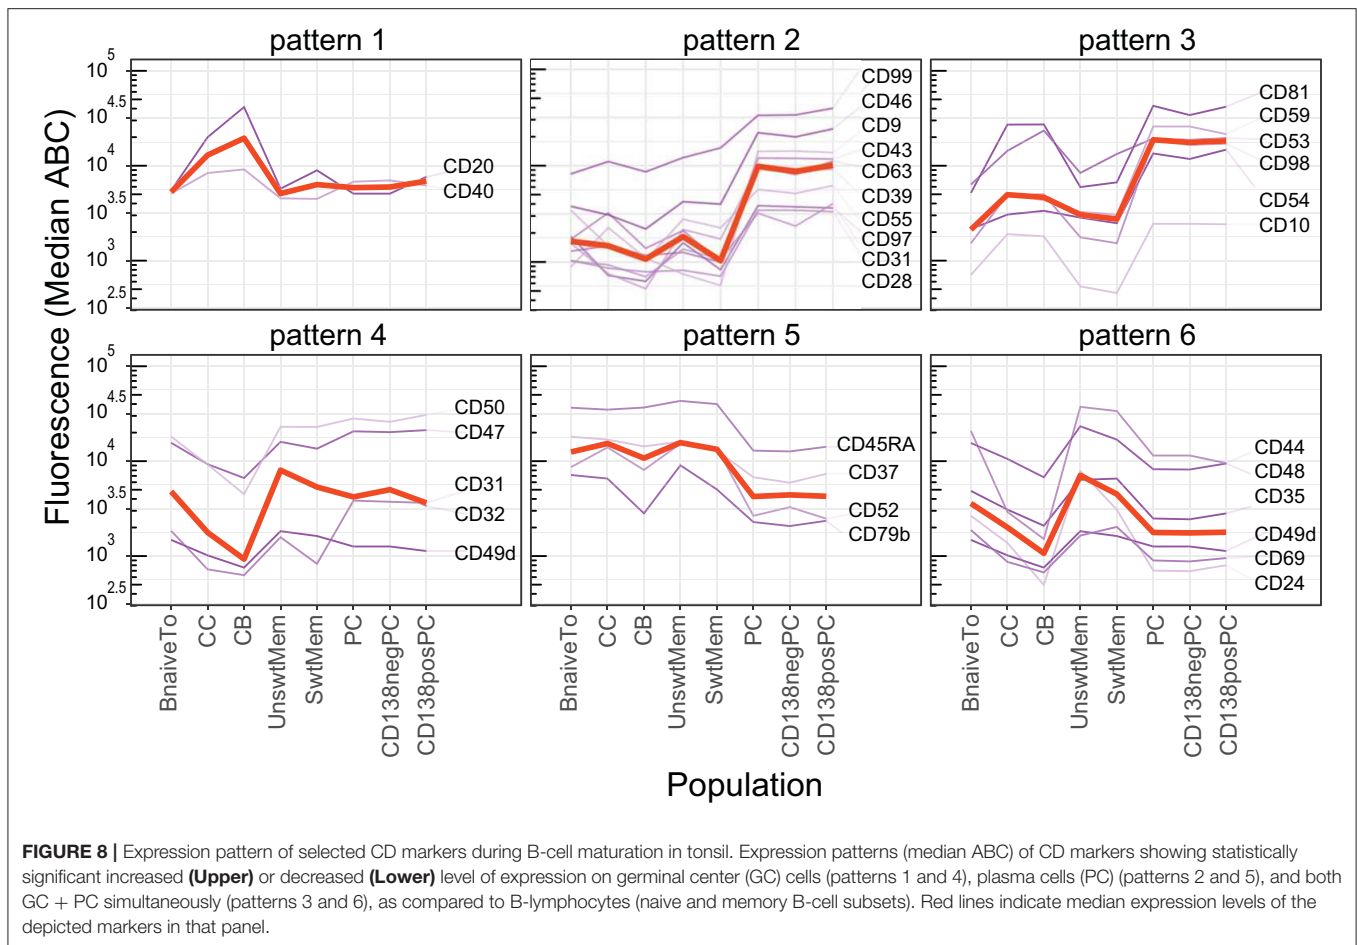 pattern 1
pattern 2
pattern 3
Fluorescence (Median ABC)
10^5
10^4.5
10^4
10^3.5
10^3
10^2.5
CD20
CD40
CD99
CD46
CD9
CD43
CD63
CD39
CD55
CD97
CD31
CD28
CD81
CD59
CD53
CD98
CD54
CD10
pattern 4
pattern 5
pattern 6
10^5
10^4.5
10^4
10^3.5
10^3
10^2.5
CD50
CD47
CD31
CD32
CD49d
CD45RA
CD37
CD52
CD79b
CD44
CD48
CD35
CD49d
CD69
CD24
BnaiveTo
CC
CB
UnswtMem
SwtMem
PC
CD138negPC
CD138posPC
BnaiveTo
CC
CB
UnswtMem
SwtMem
PC
CD138negPC
CD138posPC
BnaiveTo
CC
CB
UnswtMem
SwtMem
PC
CD138negPC
CD138posPC
Population
FIGURE 8 | Expression pattern of selected CD markers during B-cell maturation in tonsil. Expression patterns (median ABC) of CD markers showing statistically
significant increased (Upper) or decreased (Lower) level of expression on germinal center (GC) cells (patterns 1 and 4), plasma cells (PC) (patterns 2 and 5), and both
GC + PC simultaneously (patterns 3 and 6), as compared to B-lymphocytes (naive and memory B-cell subsets). Red lines indicate median expression levels of the
depicted markers in that panel.